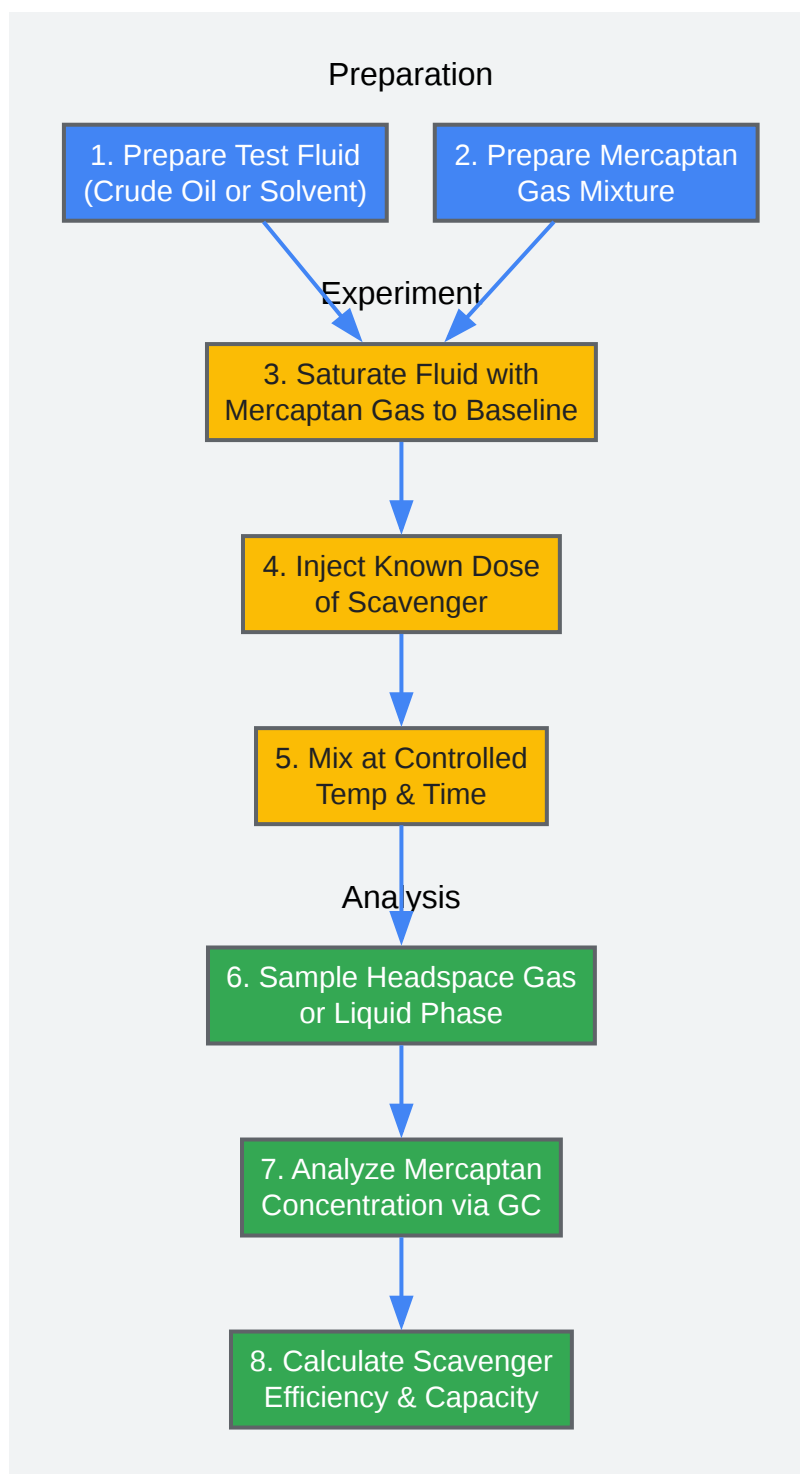 Preparation
1. Prepare Test Fluid
(Crude Oil or Solvent)
2. Prepare Mercaptan
Gas Mixture
Experiment
3. Saturate Fluid with
Mercaptan Gas to Baseline
4. Inject Known Dose
of Scavenger
5. Mix at Controlled
Temp & Time
Analysis
6. Sample Headspace Gas
or Liquid Phase
7. Analyze Mercaptan
Concentration via GC
8. Calculate Scavenger
Efficiency & Capacity